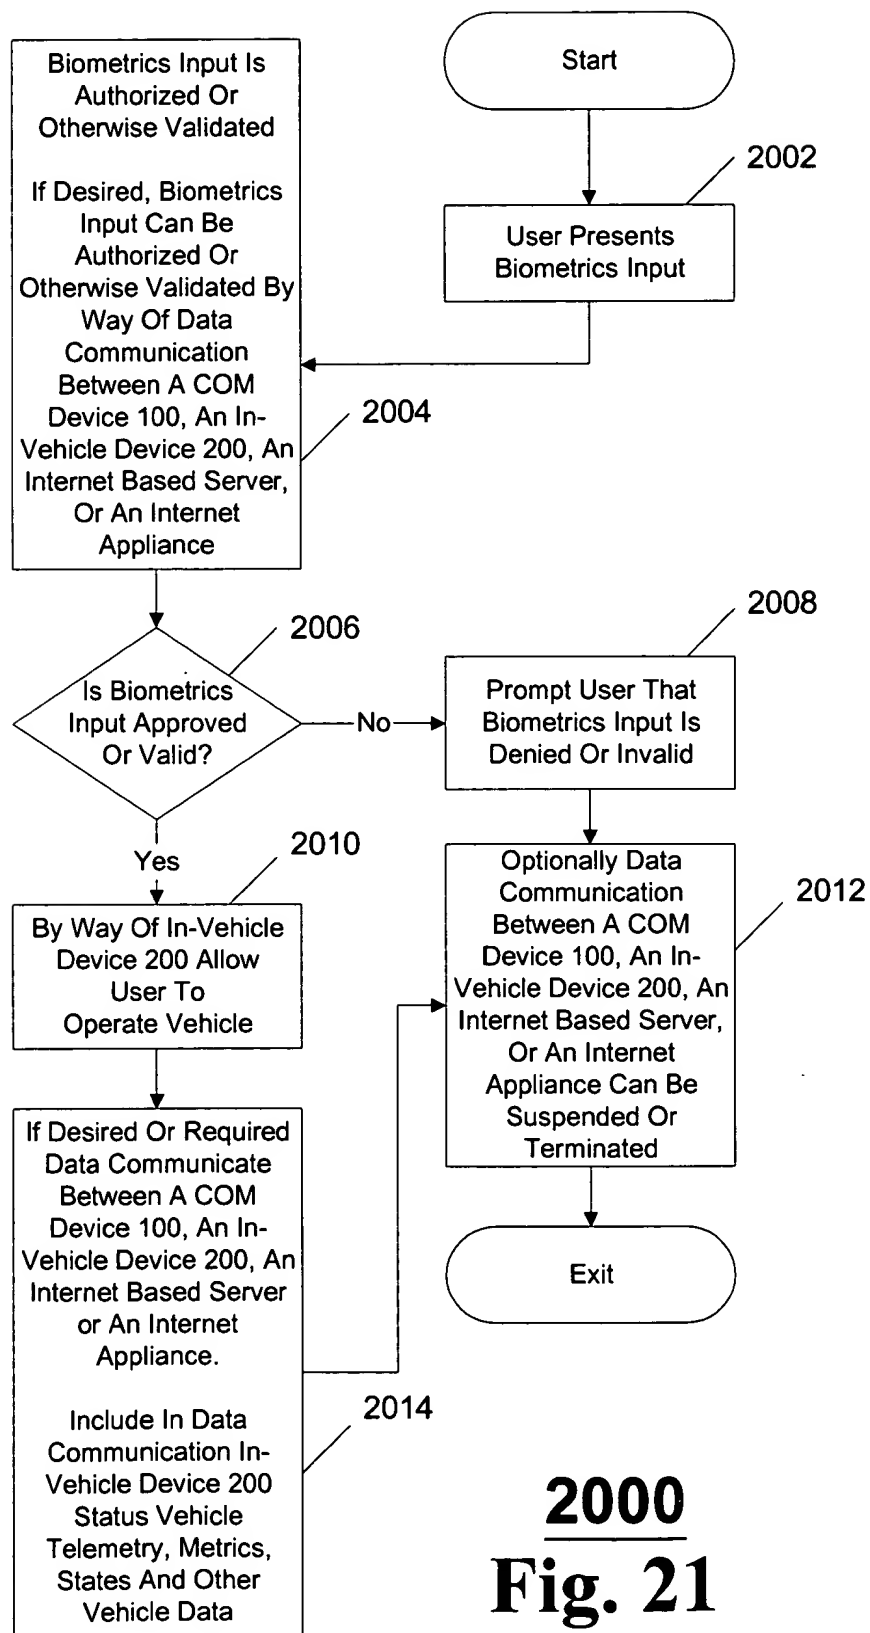 Start
2002
User Presents
Biometrics Input
Biometrics Input Is
Authorized Or
Otherwise Validated
If Desired, Biometrics
Input Can Be
Authorized Or
Otherwise Validated By
Way Of Data
Communication
Between A COM
Device 100, An In-
Vehicle Device 200, An
Internet Based Server,
Or An Internet
Appliance
2004
2006
Is Biometrics
Input Approved
Or Valid?
No
2008
Prompt User That
Biometrics Input Is
Denied Or Invalid
Yes
2010
By Way Of In-Vehicle
Device 200 Allow
User To
Operate Vehicle
Optionally Data
Communication
Between A COM
Device 100, An In-
Vehicle Device 200, An
Internet Based Server,
Or An Internet
Appliance Can Be
Suspended Or
Terminated
2012
If Desired Or Required
Data Communicate
Between A COM
Device 100, An In-
Vehicle Device 200, An
Internet Based Server
or An Internet
Appliance.
Include In Data
Communication In-
Vehicle Device 200
Status Vehicle
Telemetry, Metrics,
States And Other
Vehicle Data
2014
Exit
2000
Fig. 21